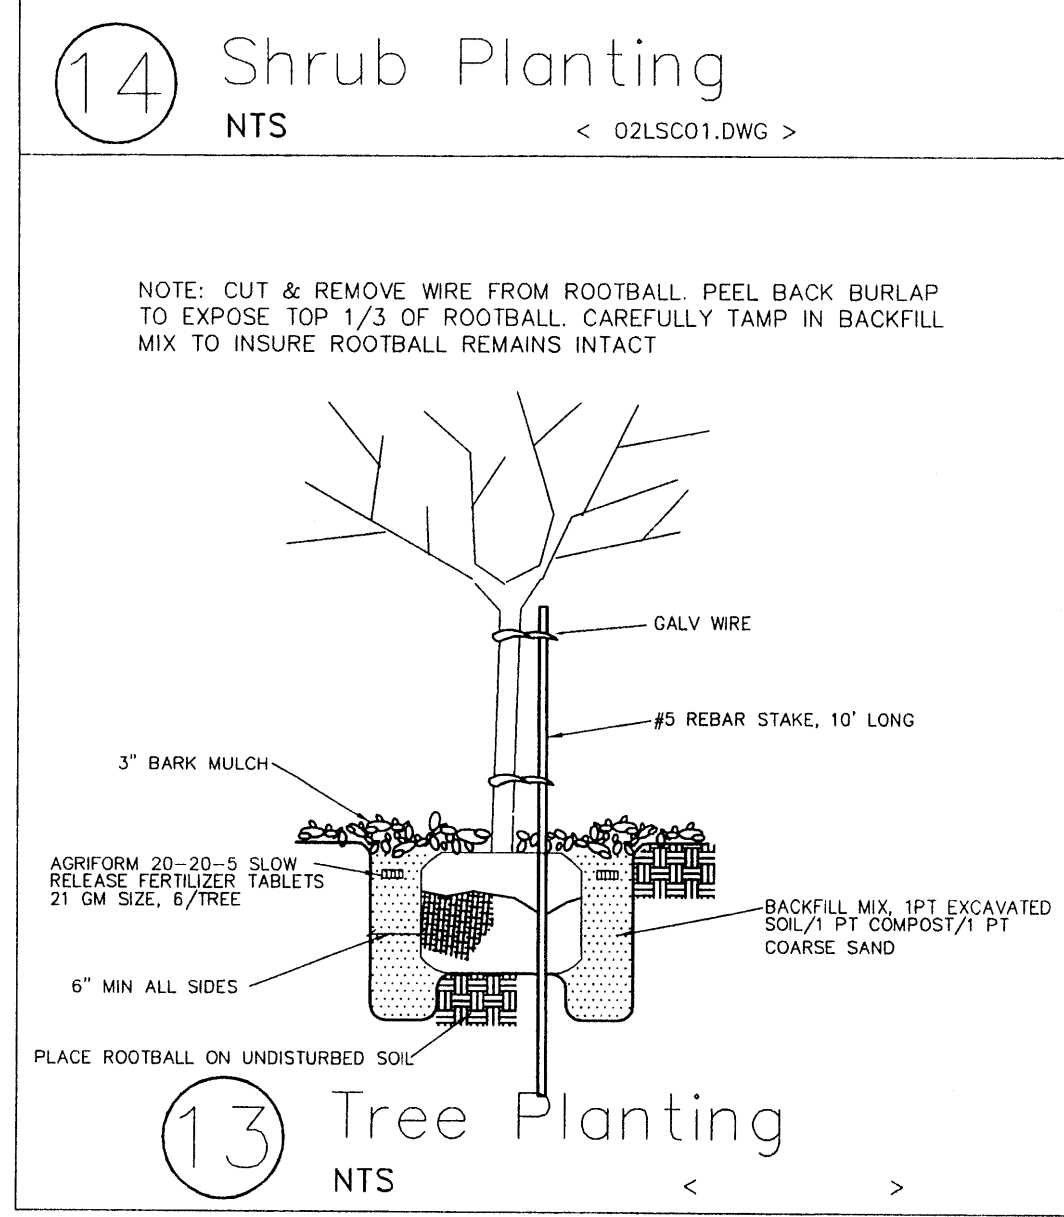 14 Shrub Planting
NTS < 02LSC01.DWG >
NOTE: CUT & REMOVE WIRE FROM ROOTBALL. PEEL BACK BURLAP
TO EXPOSE TOP 1/3 OF ROOTBALL. CAREFULLY TAMP IN BACKFILL
MIX TO INSURE ROOTBALL REMAINS INTACT
GALV WIRE
#5 REBAR STAKE, 10' LONG
3" BARK MULCH
AGRIFORM 20-20-5 SLOW
RELEASE FERTILIZER TABLETS
21 GM SIZE, 6/TREE
BACKFILL MIX, 1PT EXCAVATED
SOIL/1 PT COMPOST/1 PT
COARSE SAND
6" MIN ALL SIDES
PLACE ROOTBALL ON UNDISTURBED SOIL
13 Tree Planting
NTS < >